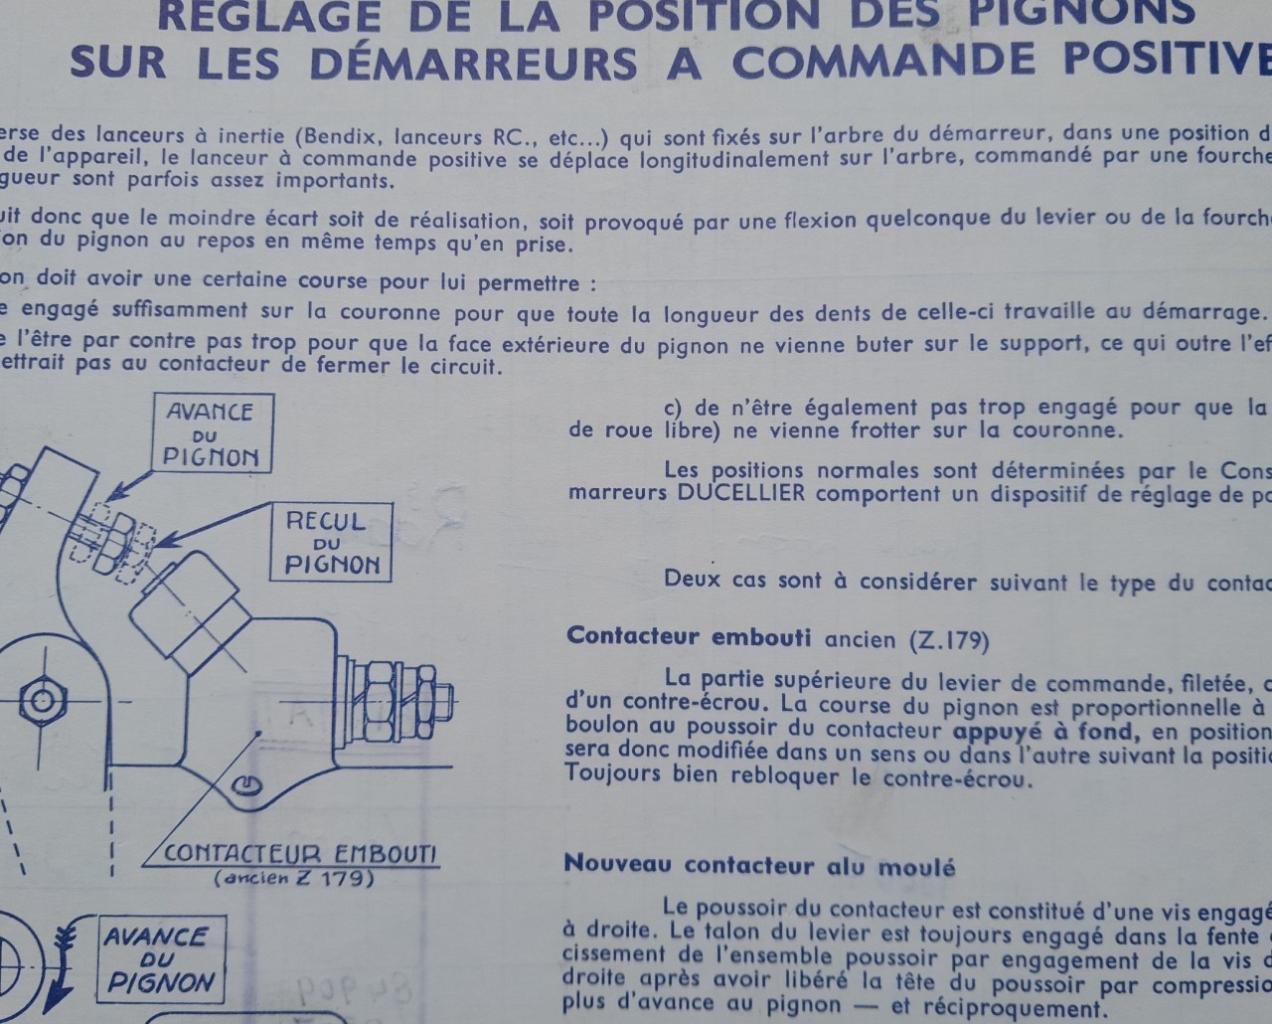 RÉGLAGE DE LA POSITION DES PIGNONS
SUR LES DÉMARREURS A COMMANDE POSITIVE
erse des lanceurs à inertie (Bendix, lanceurs RC., etc...) qui sont fixés sur l'arbre du démarreur, dans une position d
de l'appareil, le lanceur à commande positive se déplace longitudinalement sur l'arbre, commandé par une fourche
gueur sont parfois assez importants.
uit donc que le moindre écart soit de réalisation, soit provoqué par une flexion quelconque du levier ou de la fourch
ion du pignon au repos en même temps qu'en prise.
on doit avoir une certaine course pour lui permettre :
e engagé suffisamment sur la couronne pour que toute la longueur des dents de celle-ci travaille au démarrage.
e l'être par contre pas trop pour que la face extérieure du pignon ne vienne buter sur le support, ce qui outre l'ef
ettrait pas au contacteur de fermer le circuit.
c) de n'être également pas trop engagé pour que la
de roue libre) ne vienne frotter sur la couronne.
Les positions normales sont déterminées par le Cons
marreurs DUCELLIER comportent un dispositif de réglage de po
Deux cas sont à considérer suivant le type du contac
Contacteur embouti ancien (Z.179)
La partie supérieure du levier de commande, filetée, c
d'un contre-écrou. La course du pignon est proportionnelle à
boulon au poussoir du contacteur appuyé à fond, en position
sera donc modifiée dans un sens ou dans l'autre suivant la positi
Toujours bien rebloquer le contre-écrou.
Nouveau contacteur alu moulé
Le poussoir du contacteur est constitué d'une vis engagé
à droite. Le talon du levier est toujours engagé dans la fente
cissement de l'ensemble poussoir par engagement de la vis d
droite après avoir libéré la tête du poussoir par compressio
plus d'avance au pignon — et réciproquement.
AVANCE
DU
PIGNON
RECUL
DU
PIGNON
CONTACTEUR EMBOUTI
(ancien Z 179)
AVANCE
DU
PIGNON